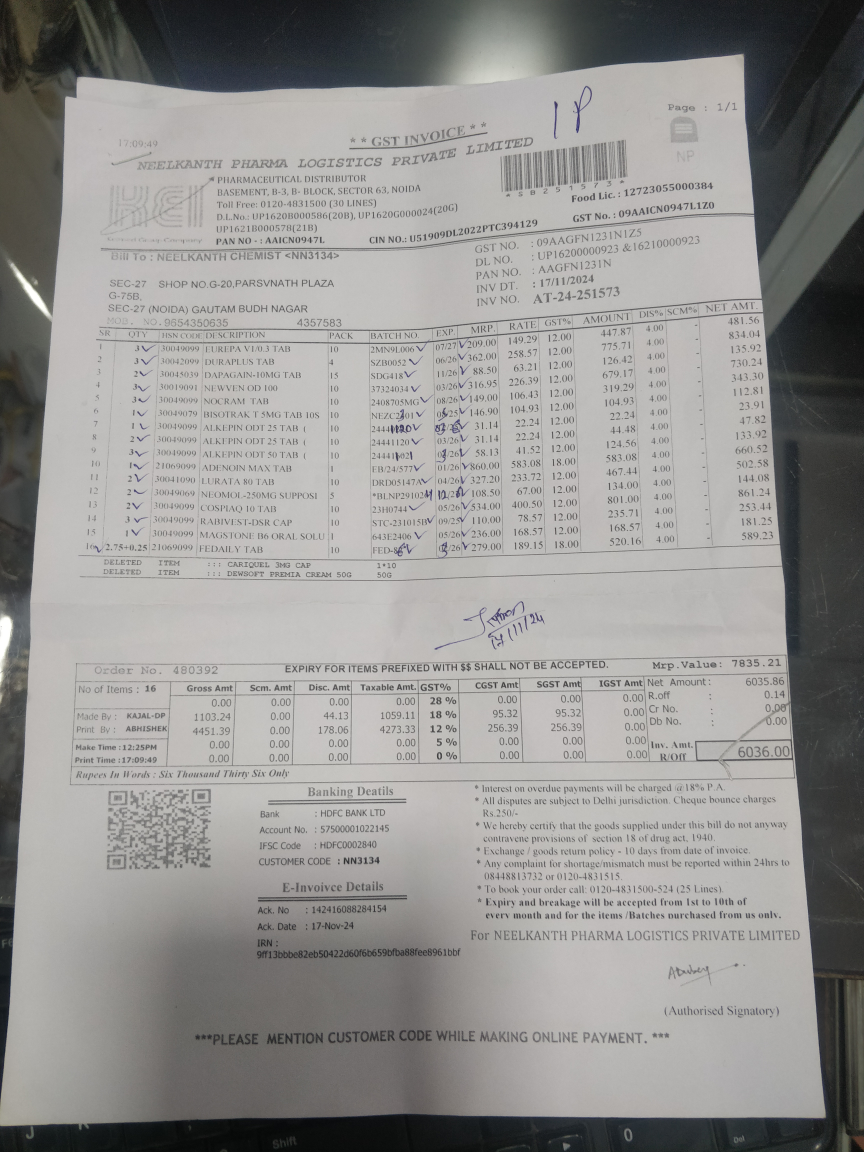 1P
Page : 1/1
17:09:49
** GST INVOICE **
NEELKANTH PHARMA LOGISTICS PRIVATE LIMITED
NP
KEI
PHARMACEUTICAL DISTRIBUTOR
BASEMENT, B-3, B- BLOCK, SECTOR 63, NOIDA
Toll Free: 0120-4831500 (30 LINES)
D.L.No.: UP1620B000586(20B), UP1620G000024(20G)
UP1621B000578(21B)
PAN NO - : AAICN0947L
CIN NO.: U51909DL2022PTC394129
*SB251573*
Food Lic. : 12723055000384
GST No. : 09AAICN0947L1Z0
Bill To : NEELKANTH CHEMIST <NN3134>
SEC-27 SHOP NO.G-20,PARSVNATH PLAZA
G-75B,
SEC-27 (NOIDA) GAUTAM BUDH NAGAR
MOB. NO.9654350635 4357583
GST NO. : 09AAGFN1231N1Z5
DL NO. : UP16200000923 &16210000923
PAN NO. : AAGFN1231N
INV DT. : 17/11/2024
INV NO. AT-24-251573
SR QTY HSN CODE DESCRIPTION PACK BATCH NO. EXP. MRP. RATE GST% AMOUNT DIS% SCM% NET AMT.
1 3 30049099 EUREPA V1/0.3 TAB 10 2MN9L006 07/27 209.00 149.29 12.00 447.87 4.00 - 481.56
2 3 30042099 DURAPLUS TAB 4 SZB0052 06/26 362.00 258.57 12.00 775.71 4.00 - 834.04
3 2 30045039 DAPAGAIN-10MG TAB 15 SDG418 11/26 88.50 63.21 12.00 126.42 4.00 - 135.92
4 3 30019091 NEWVEN OD 100 10 37324034 03/26 316.95 226.39 12.00 679.17 4.00 - 730.24
5 3 30049099 NOCRAM TAB 10 2408705MG 08/26 149.00 106.43 12.00 319.29 4.00 - 343.30
6 1 30049079 BISOTRAK T 5MG TAB 10S 10 146.90 104.93 12.00 104.93 4.00 - 112.81
7 1 30049099 ALKEPIN ODT 25 TAB ( 10 31.14 22.24 12.00 22.24 4.00 - 23.91
8 2 30049099 ALKEPIN ODT 25 TAB ( 10 24441120 03/26 31.14 22.24 12.00 44.48 4.00 - 47.82
9 3 30049099 ALKEPIN ODT 50 TAB ( 10 58.13 41.52 12.00 124.56 4.00 - 133.92
10 1 21069099 ADENOIN MAX TAB 1 EB/24/577 01/26 860.00 583.08 18.00 583.08 4.00 - 660.52
11 2 30041090 LURATA 80 TAB 10 DRD05147A 04/26 327.20 233.72 12.00 467.44 4.00 - 502.58
12 2 30049069 NEOMOL-250MG SUPPOSI 5 108.50 67.00 12.00 134.00 4.00 - 144.08
13 2 30049099 COSPIAQ 10 TAB 10 23H0744 05/26 534.00 400.50 12.00 801.00 4.00 - 861.24
14 3 30049099 RABIVEST-DSR CAP 10 STC-231015B 09/25 110.00 78.57 12.00 235.71 4.00 - 253.44
15 1 30049099 MAGSTONE B6 ORAL SOLU 1 643E2406 05/26 236.00 168.57 12.00 168.57 4.00 - 181.25
16 2.75+0.25 21069099 FEDAILY TAB 10 279.00 189.15 18.00 520.16 4.00 - 589.23
DELETED ITEM ::: CARIQUEL 3MG CAP 1*10
DELETED ITEM ::: DEWSOFT PREMIA CREAM 50G 50G
17/11/24
Order No. 480392 EXPIRY FOR ITEMS PREFIXED WITH $$ SHALL NOT BE ACCEPTED. Mrp.Value: 7835.21
No of Items : 16 Gross Amt Scm. Amt Disc. Amt Taxable Amt. GST% CGST Amt SGST Amt IGST Amt Net Amount : 6035.86
0.00 0.00 0.00 0.00 28 % 0.00 0.00 0.00 R.off : 0.14
Made By : KAJAL-DP 1103.24 0.00 44.13 1059.11 18 % 95.32 95.32 0.00 Cr No. : 0.00
Print By : ABHISHEK 4451.39 0.00 178.06 4273.33 12 % 256.39 256.39 0.00 Db No. : 0.00
Make Time :12:25PM 0.00 0.00 0.00 0.00 5 % 0.00 0.00 0.00 Inv. Amt.
Print Time :17:09:49 0.00 0.00 0.00 0.00 0 % 0.00 0.00 0.00 R/Off 6036.00
Rupees In Words : Six Thousand Thirty Six Only
Banking Deatils
Bank : HDFC BANK LTD
Account No. : 57500001022145
IFSC Code : HDFC0002840
CUSTOMER CODE : NN3134
E-Invoivce Details
Ack. No : 142416088284154
Ack. Date : 17-Nov-24
IRN :
9ff13bbbe82eb50422d60f6b659bfba88fee8961bbf
* Interest on overdue payments will be charged @18% P.A.
* All disputes are subject to Delhi jurisdiction. Cheque bounce charges
Rs.250/-
* We hereby certify that the goods supplied under this bill do not anyway
contravene provisions of section 18 of drug act, 1940.
* Exchange / goods return policy - 10 days from date of invoice.
* Any complaint for shortage/mismatch must be reported within 24hrs to
08448813732 or 0120-4831515.
* To book your order call: 0120-4831500-524 (25 Lines).
* Expiry and breakage will be accepted from 1st to 10th of
every month and for the items /Batches purchased from us only.
For NEELKANTH PHARMA LOGISTICS PRIVATE LIMITED
(Authorised Signatory)
***PLEASE MENTION CUSTOMER CODE WHILE MAKING ONLINE PAYMENT. ***
Shift
0
Del